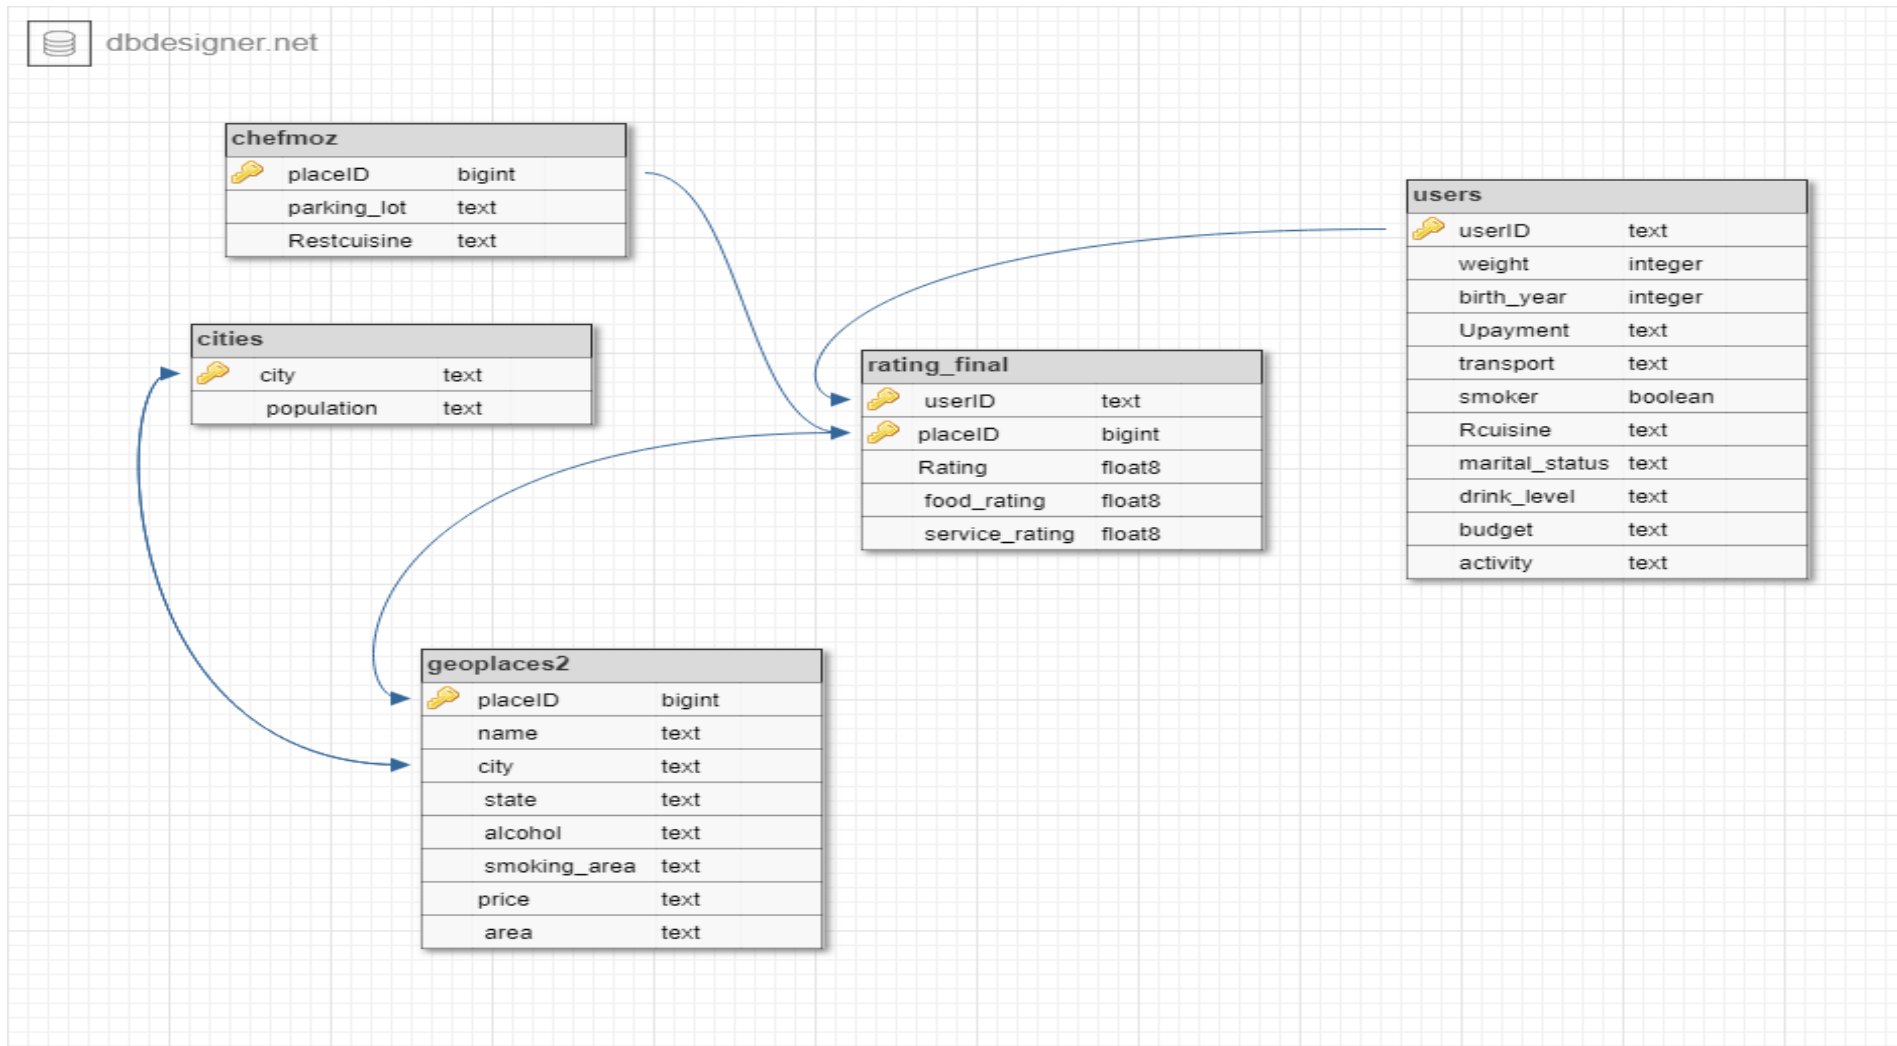 dbdesigner.net
chefmoz
placeID bigint
parking_lot text
Restcuisine text
cities
city text
population text
users
userID text
weight integer
birth_year integer
Upayment text
transport text
smoker boolean
Rcuisine text
marital_status text
drink_level text
budget text
activity text
rating_final
userID text
placeID bigint
Rating float8
food_rating float8
service_rating float8
geoplaces2
placeID bigint
name text
city text
state text
alcohol text
smoking_area text
price text
area text